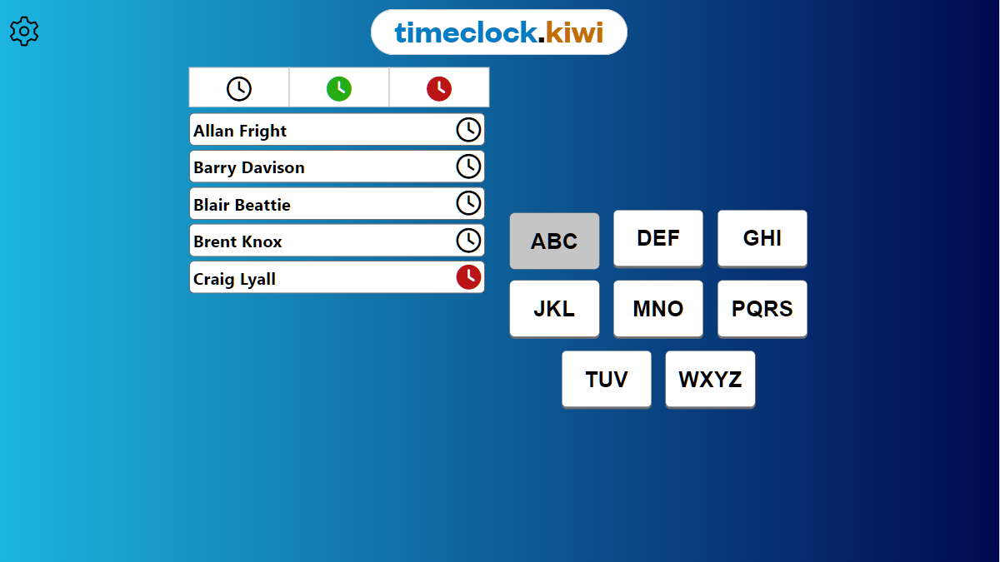 timeclock.kiwi
Allan Fright
Barry Davison
Blair Beattie
Brent Knox
Craig Lyall
ABC
DEF
GHI
JKL
MNO
PQRS
TUV
WXYZ